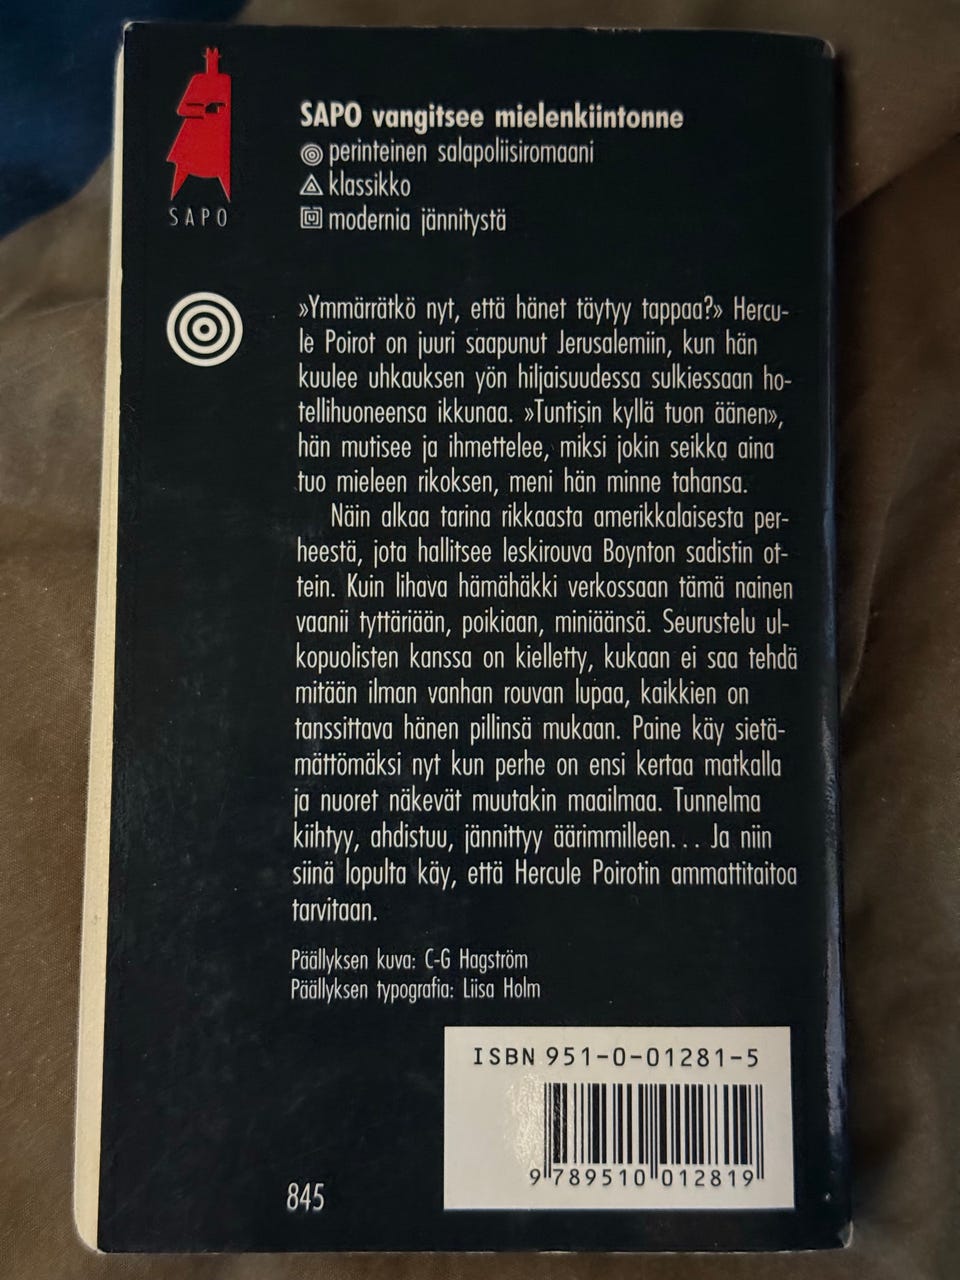 SAPO
SAPO vangitsee mielenkiintonne
perinteinen salapoliisiromaani
klassikko
modernia jännitystä
»Ymmärrätkö nyt, että hänet täytyy tappaa?» Hercu-
le Poirot on juuri saapunut Jerusalemiin, kun hän
kuulee uhkauksen yön hiljaisuudessa sulkiessaan ho-
tellihuoneensa ikkunaa. »Tuntisin kyllä tuon äänen»,
hän mutisee ja ihmettelee, miksi jokin seikka aina
tuo mieleen rikoksen, meni hän minne tahansa.
Näin alkaa tarina rikkaasta amerikkalaisesta per-
heestä, jota hallitsee leskirouva Boynton sadistin ot-
tein. Kuin lihava hämähäkki verkossaan tämä nainen
vaanii tyttäriään, poikiaan, miniäänsä. Seurustelu ul-
kopuolisten kanssa on kielletty, kukaan ei saa tehdä
mitään ilman vanhan rouvan lupaa, kaikkien on
tanssittava hänen pillinsä mukaan. Paine käy sietä-
mättömäksi nyt kun perhe on ensi kertaa matkalla
ja nuoret näkevät muutakin maailmaa. Tunnelma
kiihtyy, ahdistuu, jännittyy äärimmilleen... Ja niin
siinä lopulta käy, että Hercule Poirotin ammattitaitoa
tarvitaan.
Päällyksen kuva: C-G Hagström
Päällyksen typografia: Liisa Holm
ISBN 951-0-01281-5
9 789510 012819
845